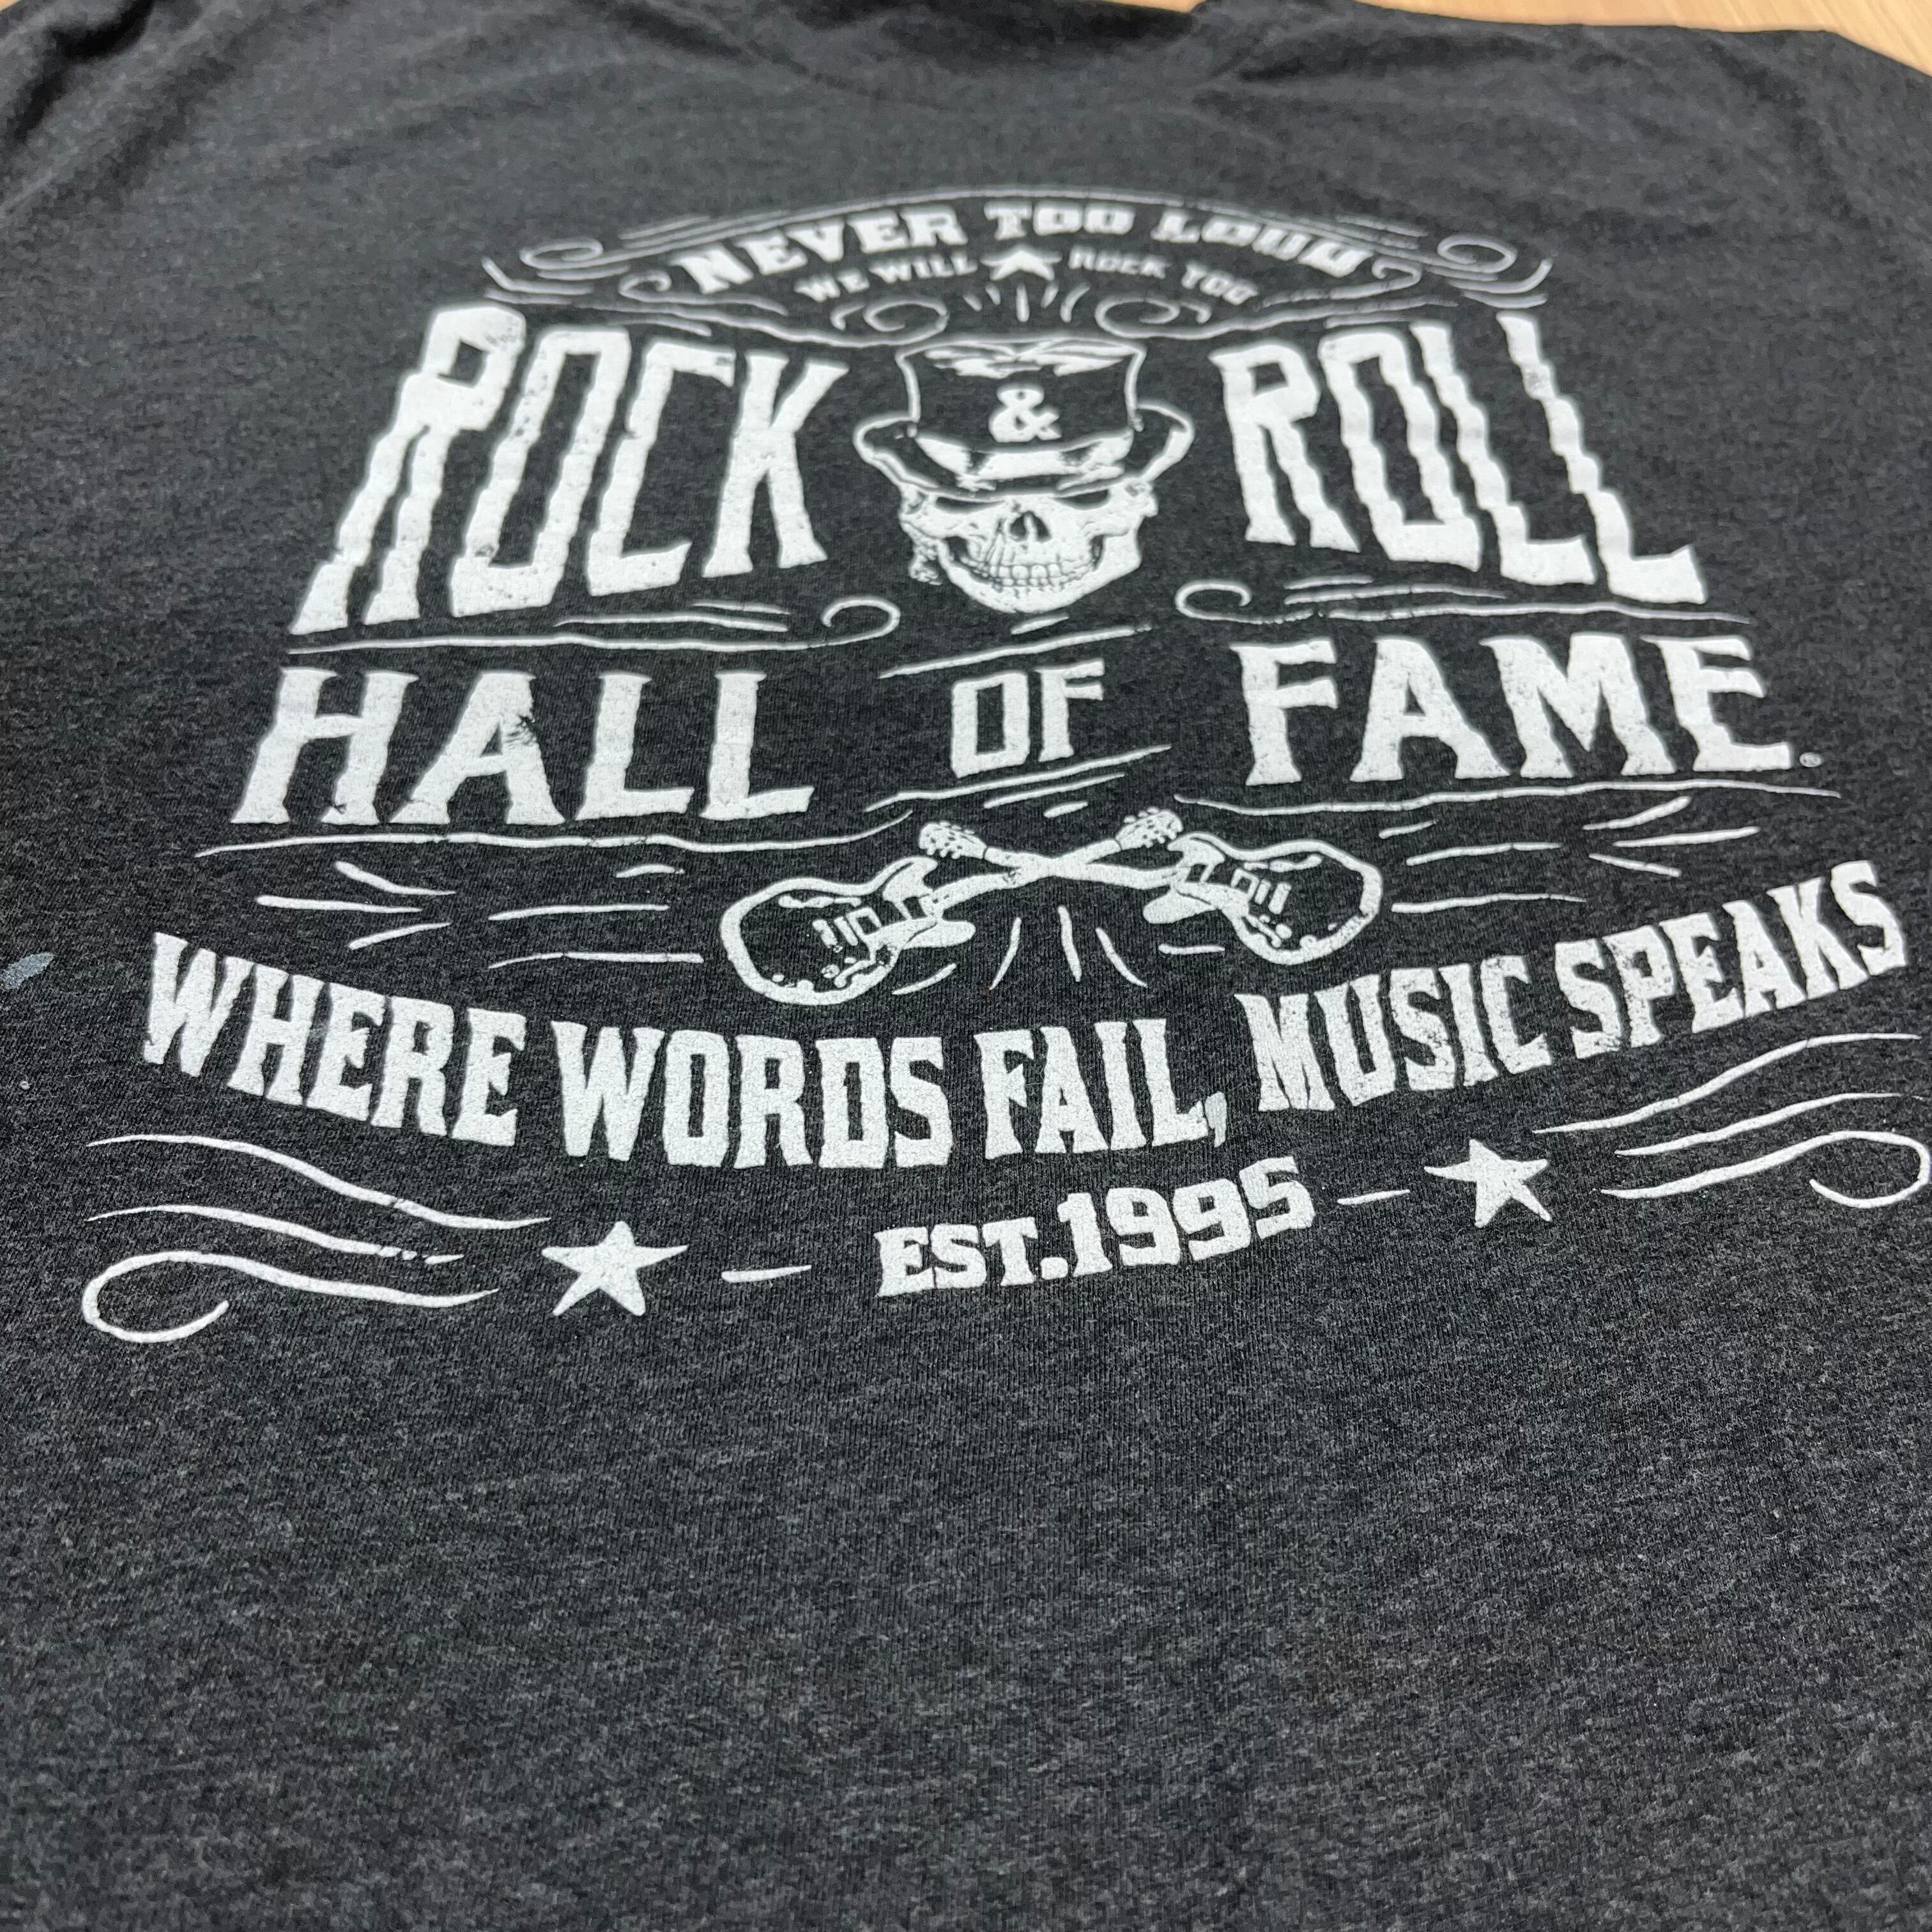 NEVER TOO LOUD
WE WILL ROCK YOU
ROCK & ROLL
HALL OF FAME®
WHERE WORDS FAIL, MUSIC SPEAKS
EST. 1995